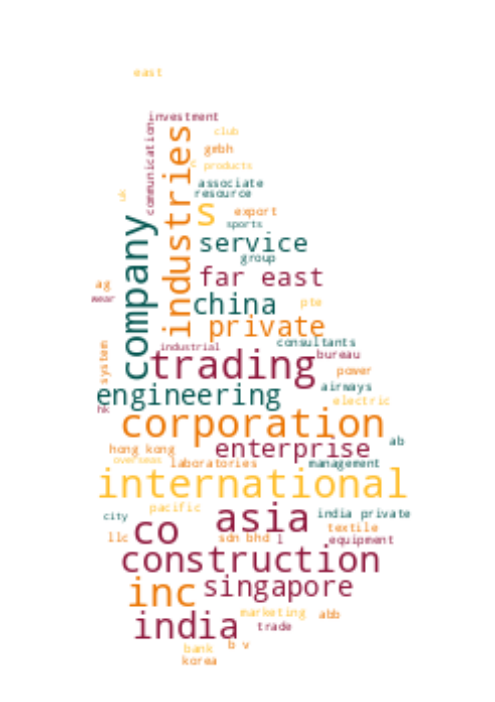 east
investment
communication
industries
club
gmbh
products
associate
resource
uk
s
export
sports
company
service
group
far east
ag
wear
china
pte
private
industrial
consultants
system
trading
bureau
power
engineering
airways
electric
hk
corporation
ab
hong kong
enterprise
overseas
laboratories
management
international
pacific
city
co
asia
india private
textile
llc
sdn bhd
l
equipment
construction
inc
singapore
marketing
abb
india
trade
bank
b v
korea